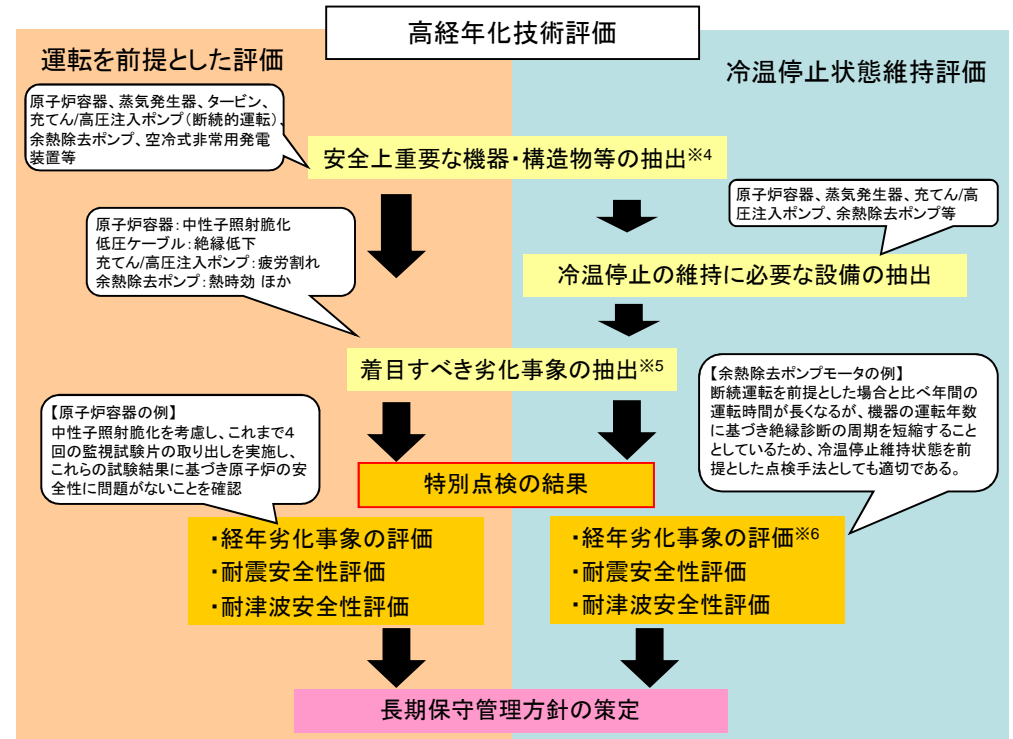 高経年化技術評価
運転を前提とした評価
冷温停止状態維持評価
原子炉容器、蒸気発生器、タービン、
充てん/高圧注入ポンプ(断続的運転)、
余熱除去ポンプ、空冷式非常用発電
装置等
安全上重要な機器・構造物等の抽出※4
原子炉容器、蒸気発生器、充てん/高
圧注入ポンプ、余熱除去ポンプ等
原子炉容器:中性子照射脆化
低圧ケーブル:絶縁低下
充てん/高圧注入ポンプ:疲労割れ
余熱除去ポンプ:熱時効 ほか
冷温停止の維持に必要な設備の抽出
着目すべき劣化事象の抽出※5
【余熱除去ポンプモータの例】
断続運転を前提とした場合と比べ年間の
運転時間が長くなるが、機器の運転年数
に基づき絶縁診断の周期を短縮すること
としているため、冷温停止維持状態を前
提とした点検手法としても適切である。
【原子炉容器の例】
中性子照射脆化を考慮し、これまで4
回の監視試験片の取り出しを実施し、
これらの試験結果に基づき原子炉の安
全性に問題がないことを確認
特別点検の結果
・経年劣化事象の評価
・耐震安全性評価
・耐津波安全性評価
・経年劣化事象の評価※6
・耐震安全性評価
・耐津波安全性評価
長期保守管理方針の策定